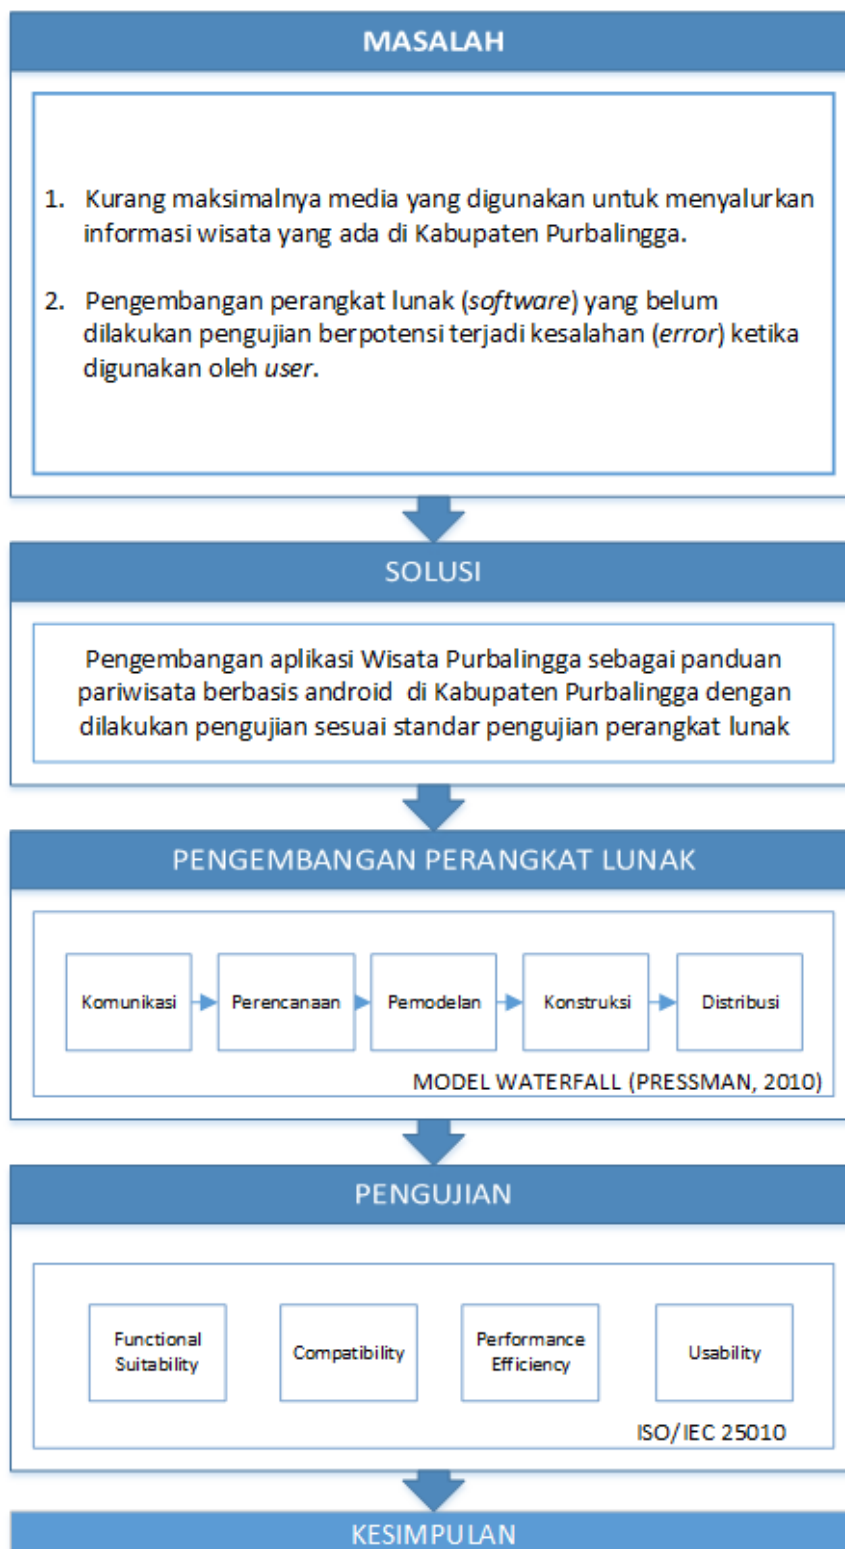 MASALAH
1. Kurang maksimalnya media yang digunakan untuk menyalurkan
informasi wisata yang ada di Kabupaten Purbalingga.
2. Pengembangan perangkat lunak (software) yang belum
dilakukan pengujian berpotensi terjadi kesalahan (error) ketika
digunakan oleh user.
SOLUSI
Pengembangan aplikasi Wisata Purbalingga sebagai panduan
pariwisata berbasis android di Kabupaten Purbalingga dengan
dilakukan pengujian sesuai standar pengujian perangkat lunak
PENGEMBANGAN PERANGKAT LUNAK
Komunikasi
Perencanaan
Pemodelan
Konstruksi
Distribusi
MODEL WATERFALL (PRESSMAN, 2010)
PENGUJIAN
Functional
Suitability
Compatibility
Performance
Efficiency
Usability
ISO/IEC 25010
KESIMPULAN